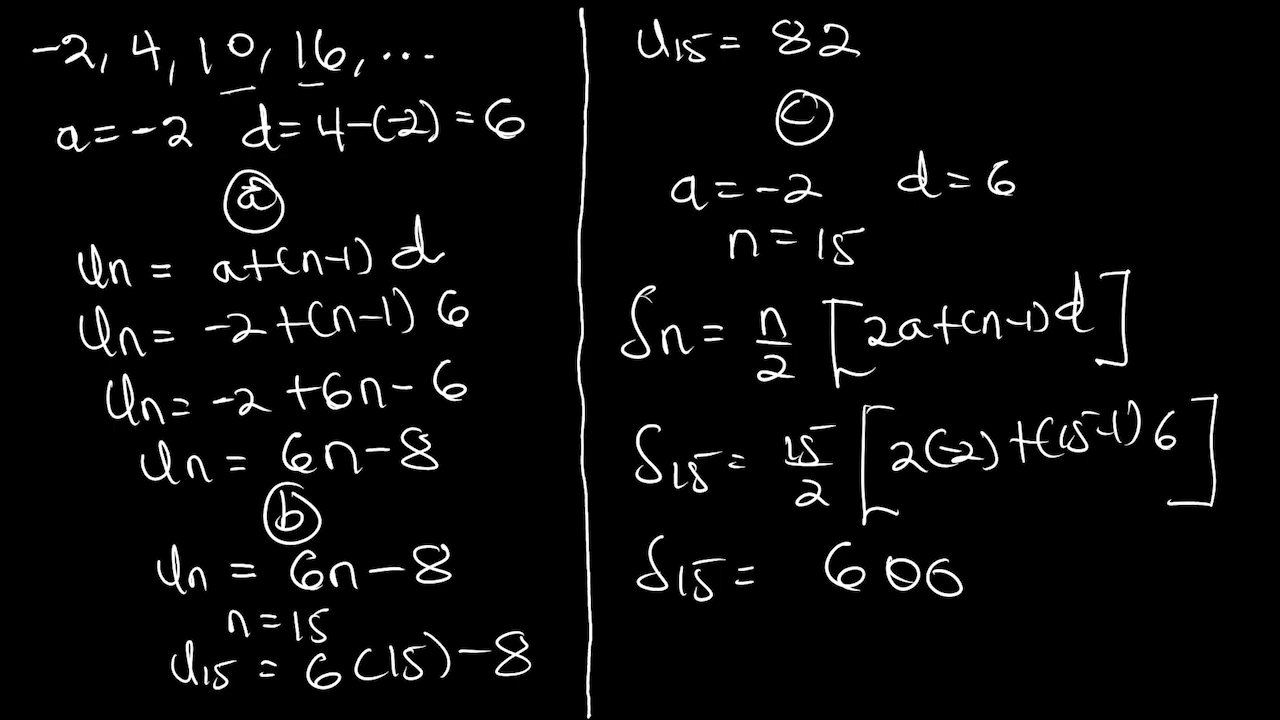 -2, 4, 10, 16, ...
a = -2 d = 4-(-2) = 6
a
Un = a+(n-1) d
Un = -2 +(n-1) 6
Un = -2 +6n - 6
Un = 6n-8
b
Un = 6n-8
n = 15
U15 = 6(15)-8
U15 = 82
c
a = -2 d = 6
n = 15
Sn = n/2 [2a+(n-1)d]
S15 = 15/2 [2(-2)+(15-1)6]
S15 = 600